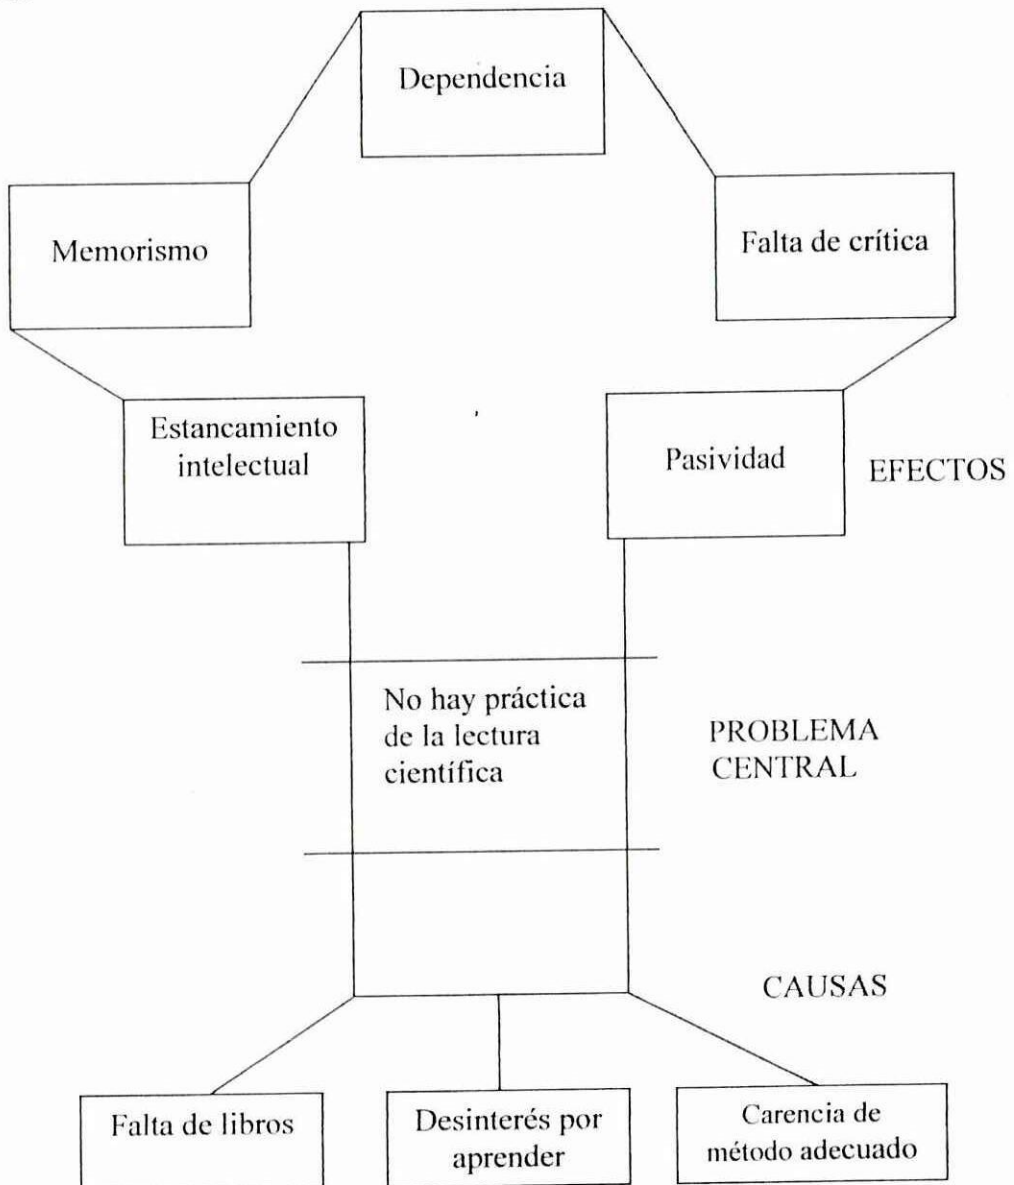 Dependencia
Memorismo
Falta de crítica
Estancamiento
intelectual
Pasividad
EFECTOS
No hay práctica
de la lectura
científica
PROBLEMA
CENTRAL
CAUSAS
Falta de libros
Desinterés por
aprender
Carencia de
método adecuado